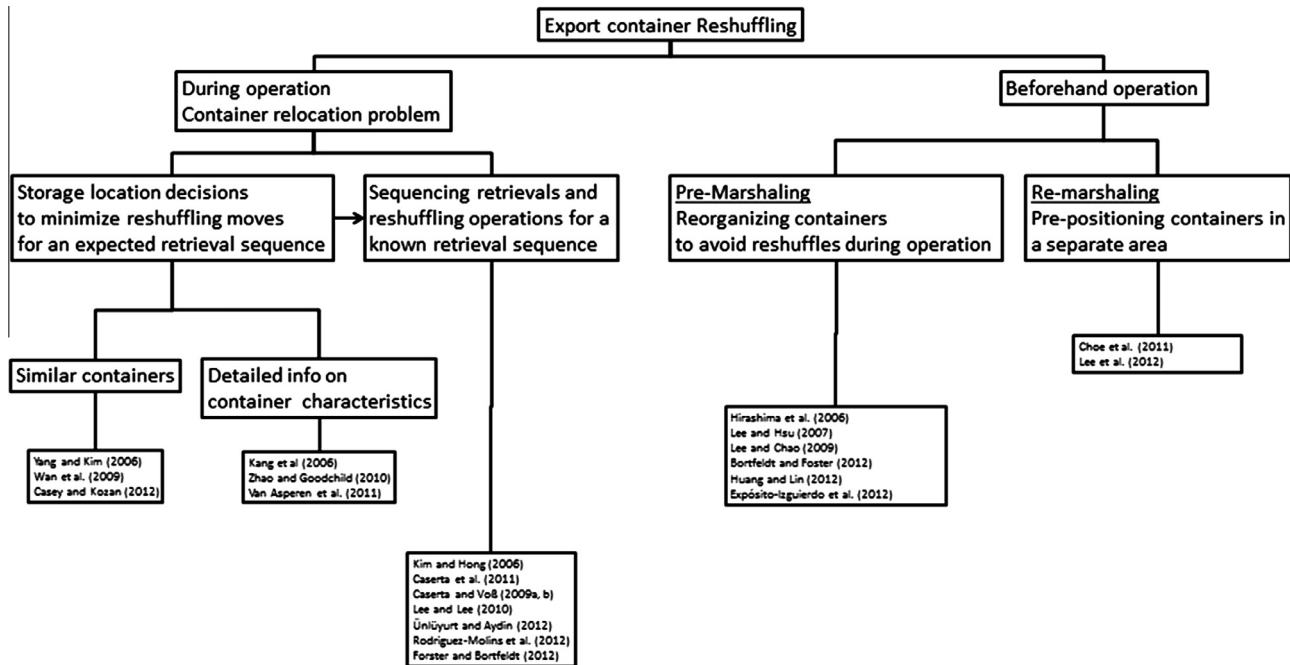 Export container Reshuffling
During operation
Container relocation problem
Beforehand operation
Storage location decisions
to minimize reshuffling moves
for an expected retrieval sequence
Sequencing retrievals and
reshuffling operations for a
known retrieval sequence
Pre-Marshaling
Reorganizing containers
to avoid reshuffles during operation
Re-marshaling
Pre-positioning containers in
a separate area
Similar containers
Detailed info on
container characteristics
Choe et al. (2011)
Lee et al. (2012)
Yang and Kim (2006)
Wan et al. (2009)
Casey and Kozan (2012)
Kang et al (2006)
Zhao and Goodchild (2010)
Van Asperen et al. (2011)
Hirashima et al. (2006)
Lee and Hsu (2007)
Lee and Chao (2009)
Bortfeldt and Foster (2012)
Huang and Lin (2012)
Expósito-Izguierdo et al. (2012)
Kim and Hong (2006)
Caserta et al. (2011)
Caserta and Voß (2009a, b)
Lee and Lee (2010)
Ünlüyurt and Aydin (2012)
Rodriguez-Molins et al. (2012)
Forster and Bortfeldt (2012)